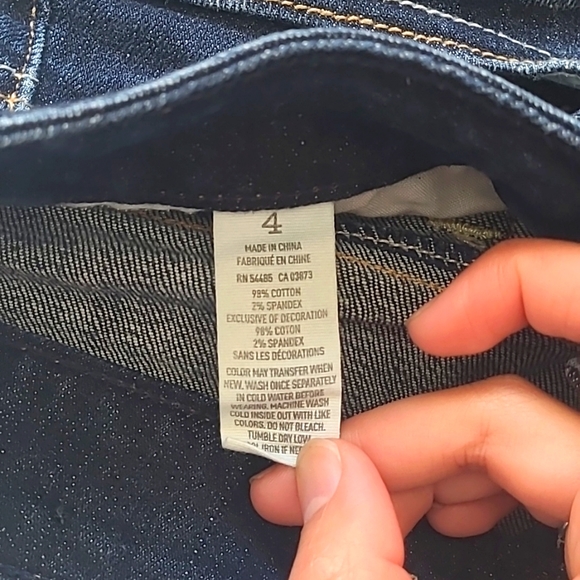 4
MADE IN CHINA
FABRIQUÉ EN CHINE
RN 54485 CA 03873
98% COTTON
2% SPANDEX
EXCLUSIVE OF DECORATION
98% COTON
2% SPANDEX
SANS LES DÉCORATIONS
COLOR MAY TRANSFER WHEN
NEW. WASH ONCE SEPARATELY
IN COLD WATER BEFORE
WEARING. MACHINE WASH
COLD INSIDE OUT WITH LIKE
COLORS. DO NOT BLEACH.
TUMBLE DRY LOW
IRON IF